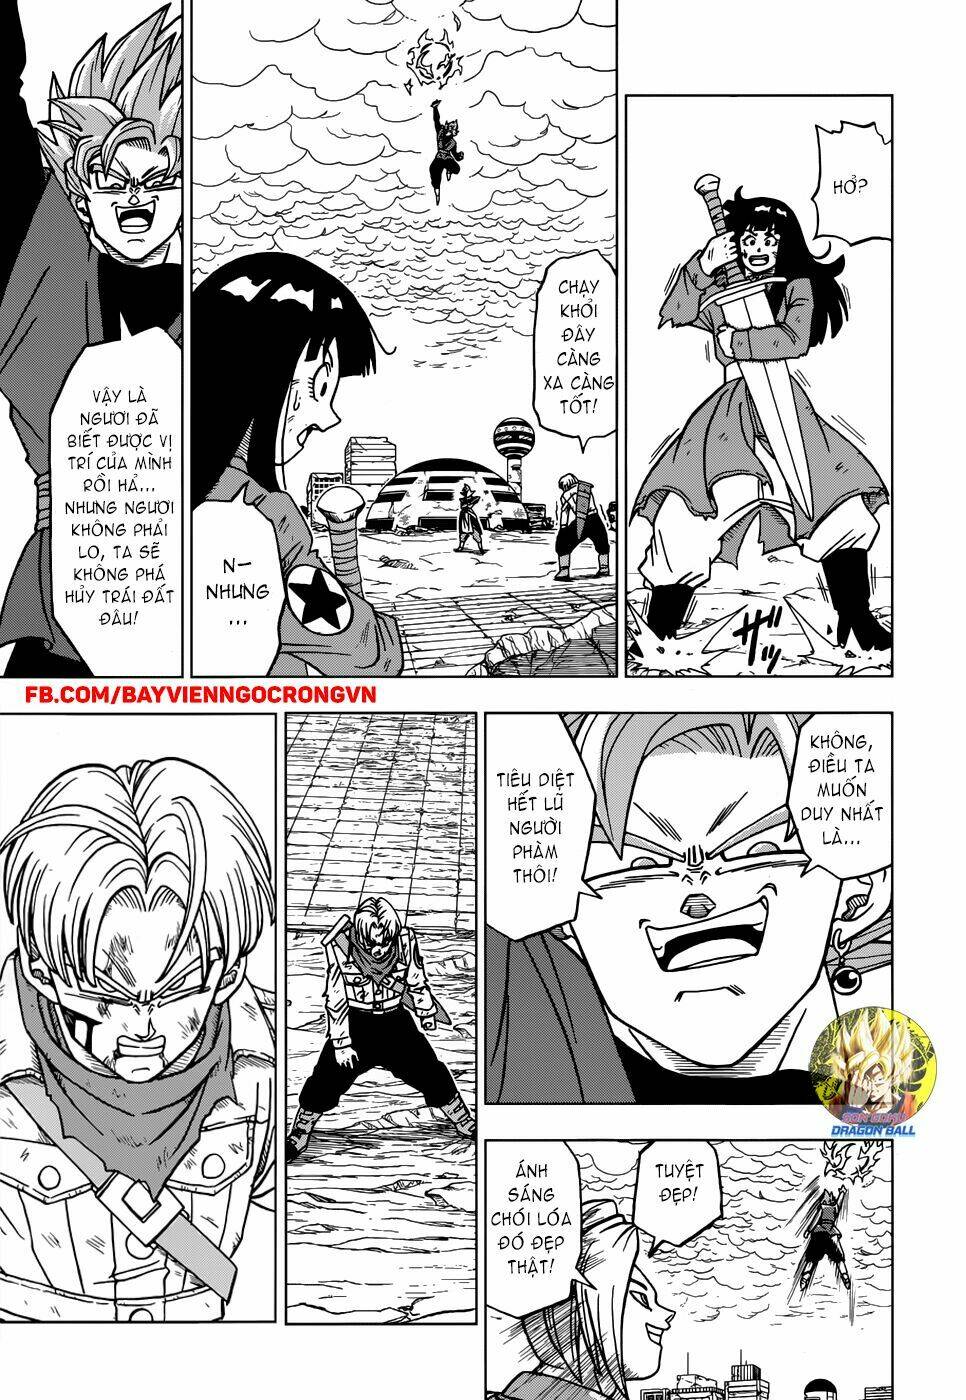 HỞ?
CHẠY
KHỎI
ĐÂY
CÀNG
XA CÀNG
TỐT!
N-
NHƯNG
...
VẬY LÀ
NGƯƠI ĐÃ
BIẾT ĐƯỢC VỊ
TRÍ CỦA MÌNH
RỒI HẢ...
NHƯNG NGƯƠI
KHÔNG PHẢI
LO, TA SẼ
KHÔNG PHÁ
HỦY TRÁI ĐẤT
ĐÂU!
FB.COM/BAYVIENNGOCRONGVN
KHÔNG,
ĐIỀU TA
MUỐN
DUY NHẤT
LÀ...
TIÊU DIỆT
HẾT LŨ
NGƯỜI
PHÀM
THÔI!
SON GOKU
DRAGON BALL
TUYỆT
ĐẸP!
ÁNH
SÁNG
CHÓI LÓA
ĐÓ ĐẸP
THẬT!